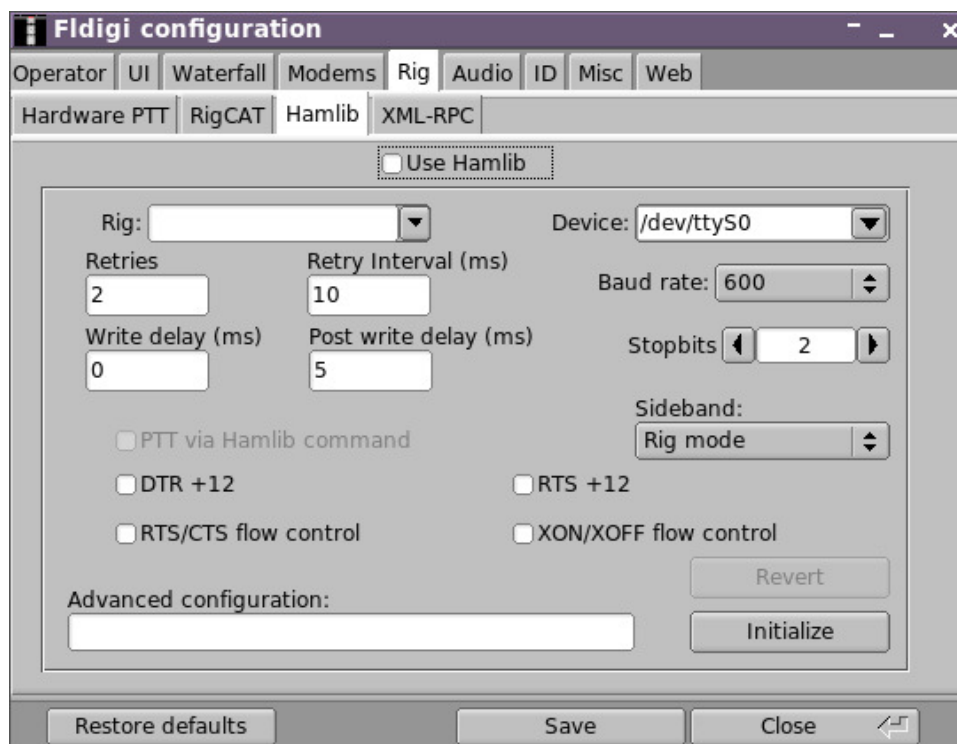 Fldigi configuration
Operator UI Waterfall Modems Rig Audio ID Misc Web
Hardware PTT RigCAT Hamlib XML-RPC
Use Hamlib
Rig: Device: /dev/ttyS0
Retries Retry Interval (ms)
2 10 Baud rate: 600
Write delay (ms) Post write delay (ms)
0 5 Stopbits 2
Sideband:
PTT via Hamlib command Rig mode
DTR +12 RTS +12
RTS/CTS flow control XON/XOFF flow control
Revert
Advanced configuration:
Initialize
Restore defaults Save Close